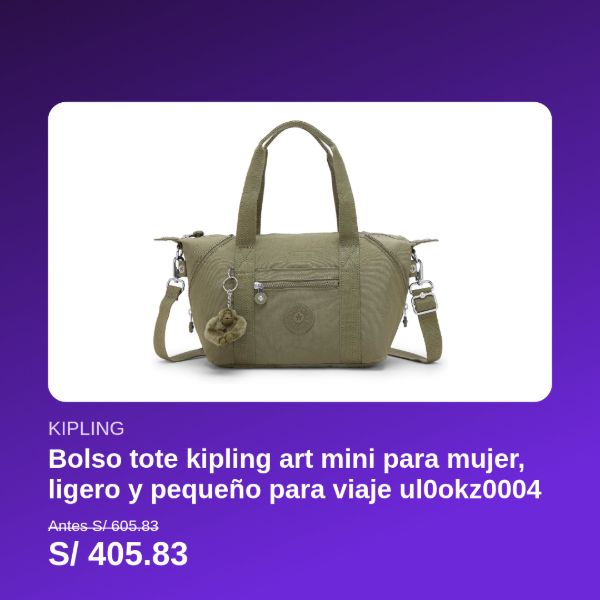 KIPLING
Bolso tote kipling art mini para mujer,
ligero y pequeño para viaje ul0okz0004
Antes S/ 605.83
S/ 405.83